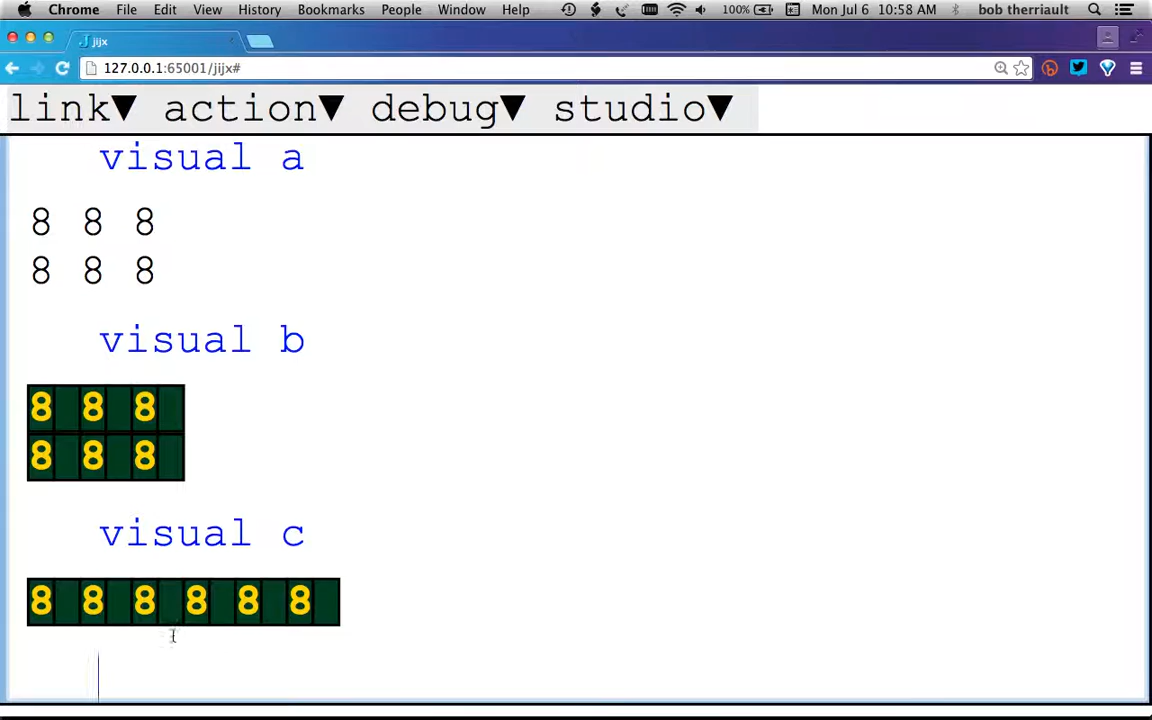 Chrome File Edit View History Bookmarks People Window Help 100% Mon Jul 6 10:58 AM bob therriault
jijx
127.0.0.1:65001/jijx#
link▼ action▼ debug▼ studio▼
visual a
8 8 8
8 8 8
visual b
8 8 8
8 8 8
visual c
8 8 8 8 8 8